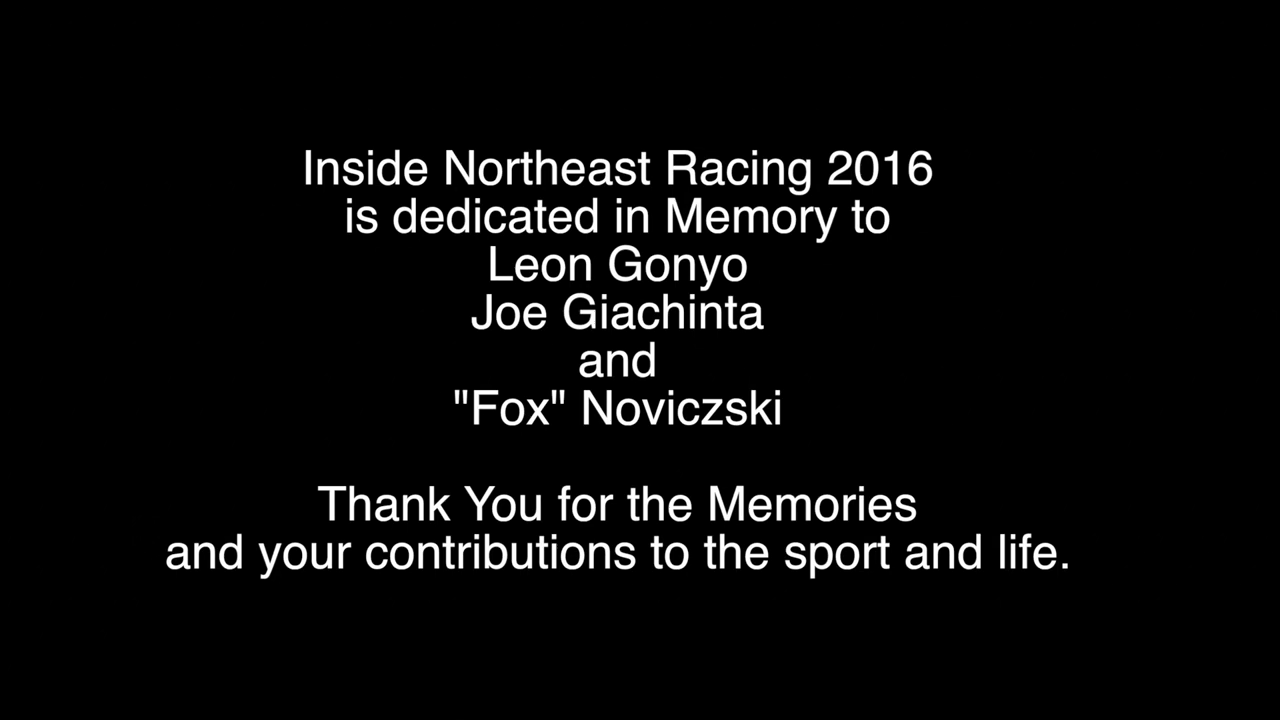 Inside Northeast Racing 2016
is dedicated in Memory to
Leon Gonyo
Joe Giachinta
and
"Fox" Noviczski
Thank You for the Memories
and your contributions to the sport and life.